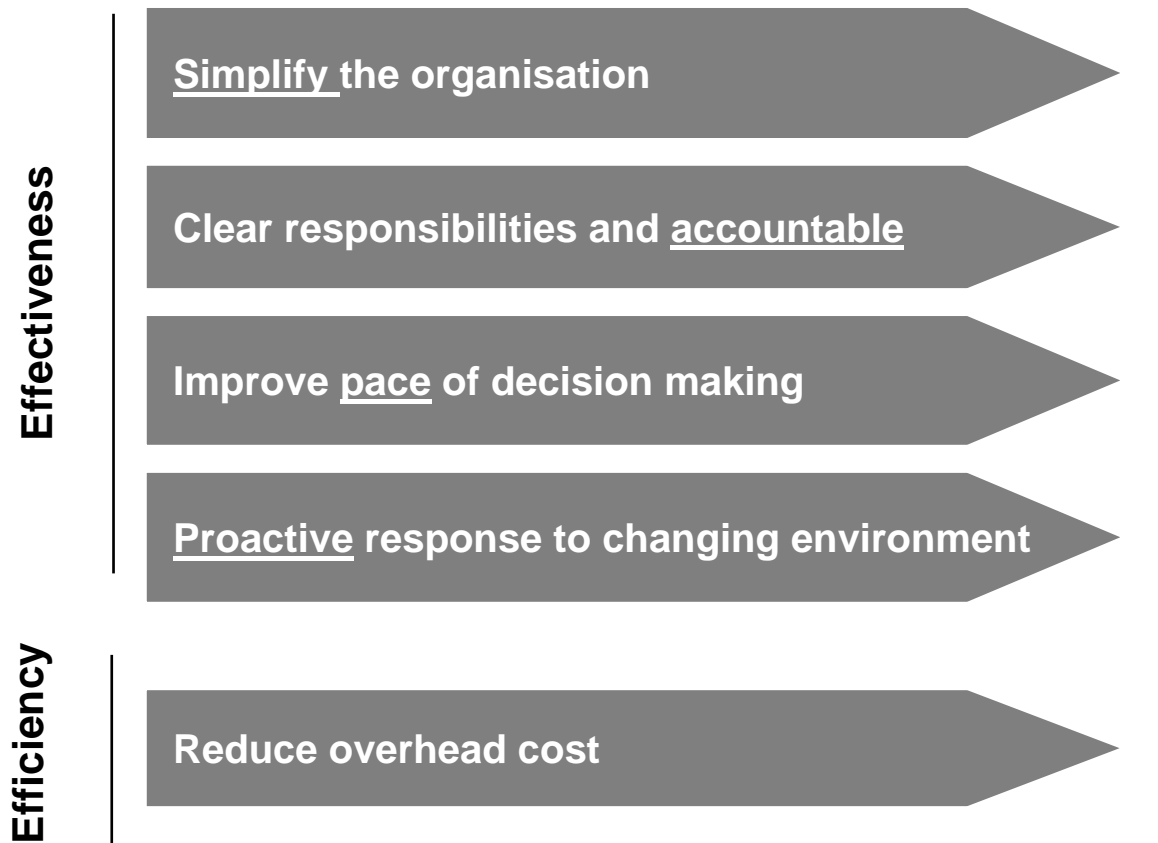 Effectiveness
Simplify the organisation
Clear responsibilities and accountable
Improve pace of decision making
Proactive response to changing environment
Efficiency
Reduce overhead cost